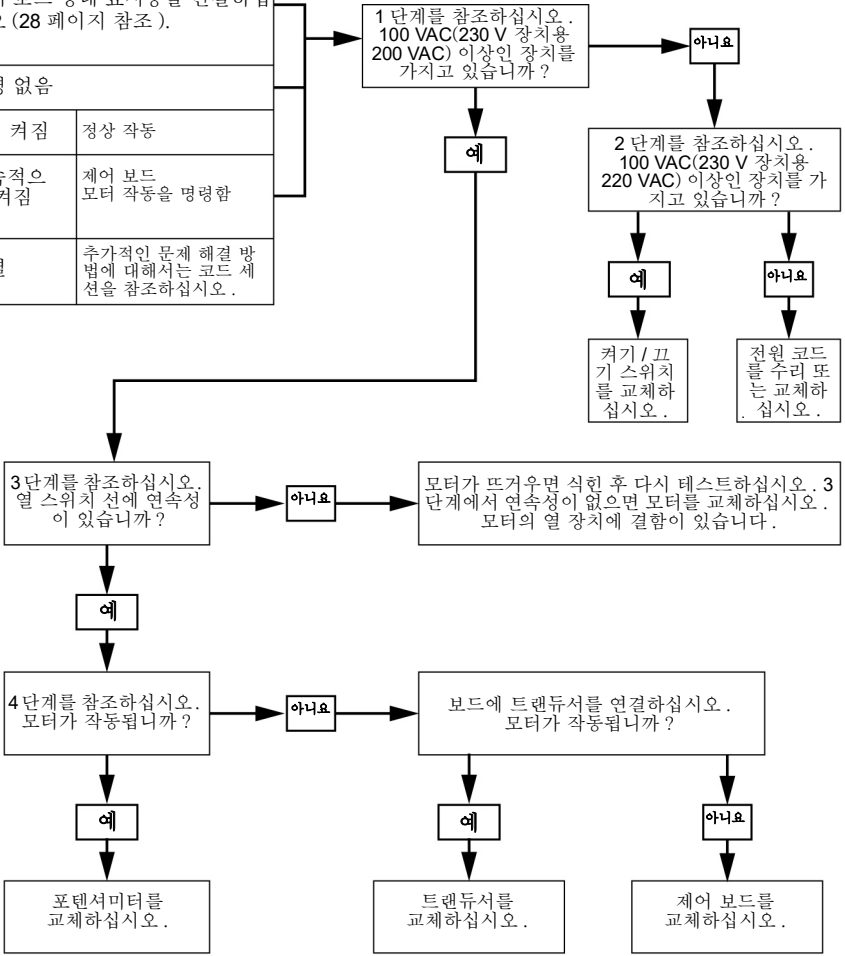 (28 페이지 참조 ).
없음
켜짐
정상 작동
켜짐
제어 보드
모터 작동을 명령함
추가적인 문제 해결 방
법에 대해서는 코드 세
션을 참조하십시오 .
1 단계를 참조하십시오 .
100 VAC(230 V 장치용
200 VAC) 이상인 장치를
가지고 있습니까 ?
아니요
예
2 단계를 참조하십시오 .
100 VAC(230 V 장치용
220 VAC) 이상인 장치를 가
지고 있습니까 ?
예
아니요
켜기 / 끄
기 스위치
를 교체하
십시오 .
전원 코드
를 수리 또
는 교체하
. 십시오 .
3 단계를 참조하십시오.
열 스위치 선에 연속성
이 있습니까 ?
아니요
모터가 뜨거우면 식힌 후 다시 테스트하십시오 . 3
단계에서 연속성이 없으면 모터를 교체하십시오 .
모터의 열 장치에 결함이 있습니다 .
예
4 단계를 참조하십시오.
모터가 작동됩니까 ?
아니요
보드에 트랜듀서를 연결하십시오 .
모터가 작동됩니까 ?
예
예
아니요
포텐셔미터를
교체하십시오 .
트랜듀서를
교체하십시오 .
제어 보드를
교체하십시오 .